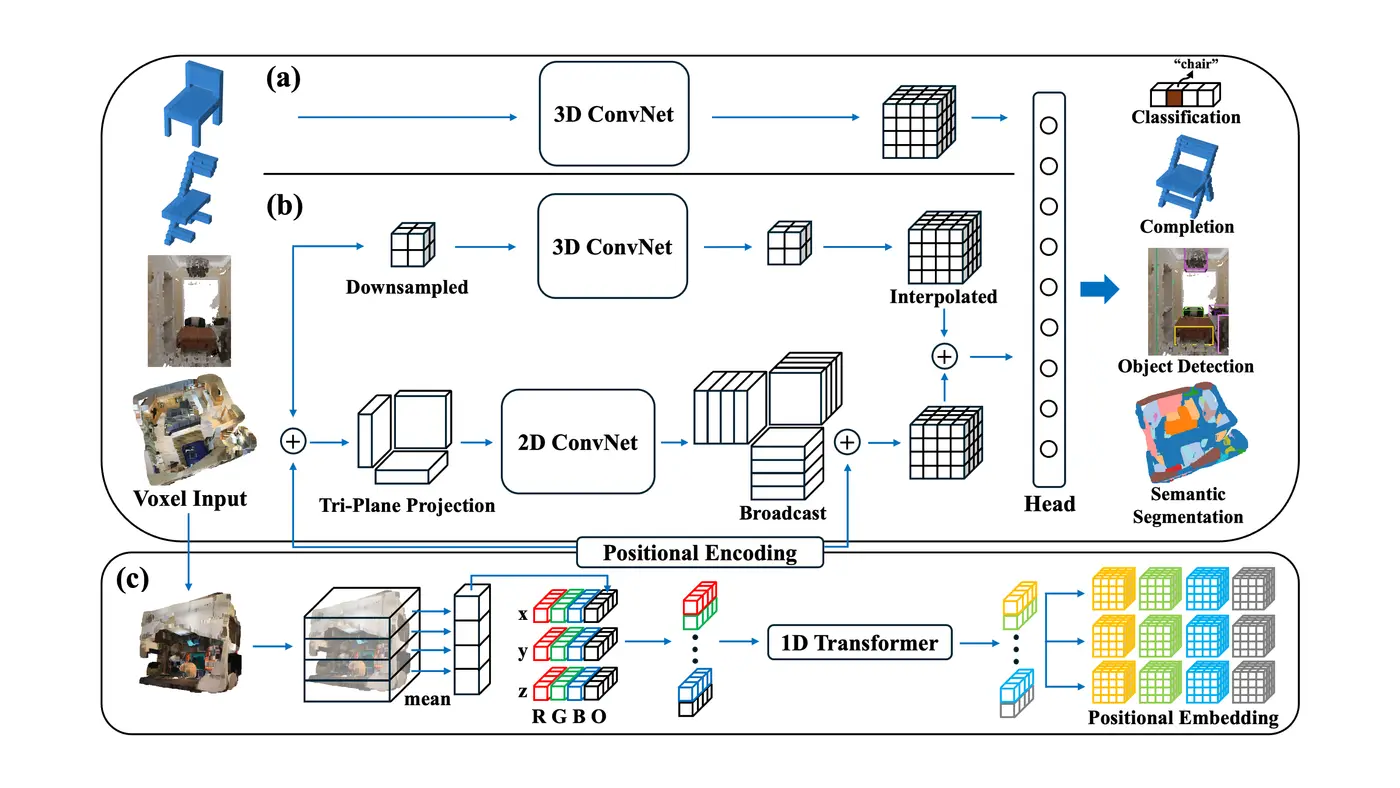 (a)
3D ConvNet
“chair”
Classification
(b)
Downsampled
3D ConvNet
Interpolated
Completion
Object Detection
Voxel Input
Tri-Plane Projection
2D ConvNet
Broadcast
Head
Semantic
Segmentation
Positional Encoding
(c)
mean
x
y
z
R G B O
1D Transformer
Positional Embedding